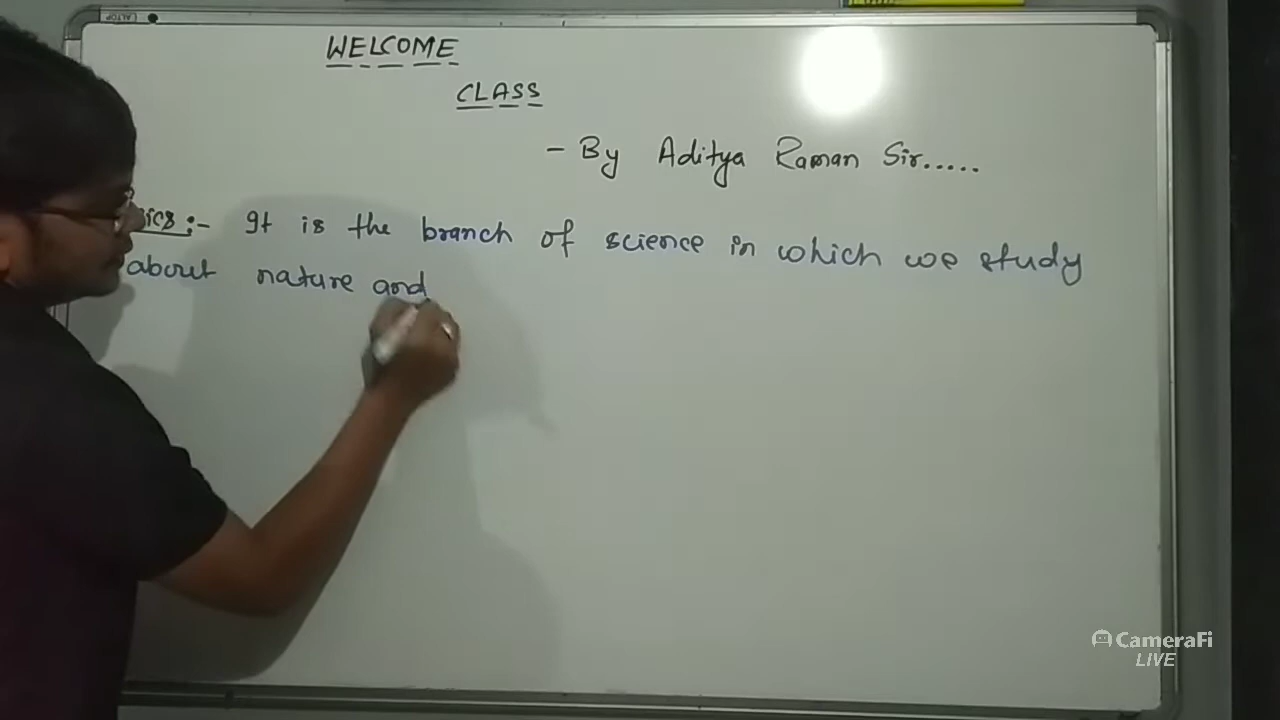 WELCOME
CLASS
- By Aditya Raman Sir.....
ics :- It is the branch of science in which we study
about nature and
CameraFi
LIVE